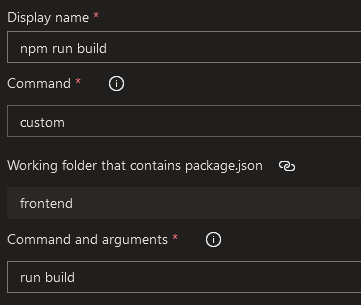 Display name *
npm run build
Command *
custom
Working folder that contains package.json
frontend
Command and arguments *
run build